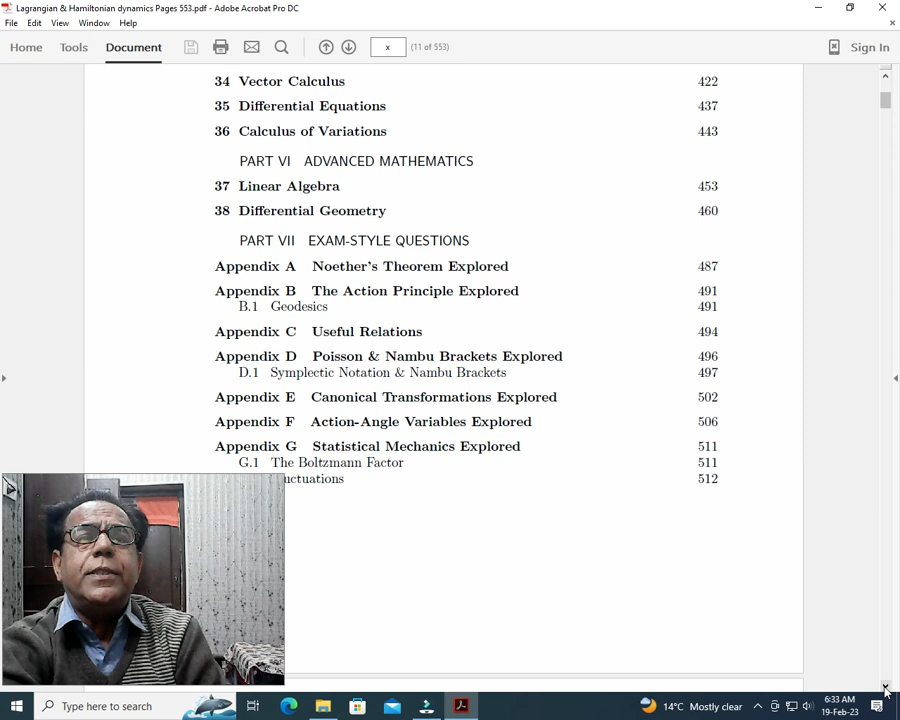 Lagrangian & Hamiltonian dynamics Pages 553.pdf - Adobe Acrobat Pro DC
File Edit View Window Help
Home Tools Document x (11 of 553) Sign In
34 Vector Calculus 422
35 Differential Equations 437
36 Calculus of Variations 443
PART VI ADVANCED MATHEMATICS
37 Linear Algebra 453
38 Differential Geometry 460
PART VII EXAM-STYLE QUESTIONS
Appendix A Noether's Theorem Explored 487
Appendix B The Action Principle Explored 491
B.1 Geodesics 491
Appendix C Useful Relations 494
Appendix D Poisson & Nambu Brackets Explored 496
D.1 Symplectic Notation & Nambu Brackets 497
Appendix E Canonical Transformations Explored 502
Appendix F Action-Angle Variables Explored 506
Appendix G Statistical Mechanics Explored 511
G.1 The Boltzmann Factor 511
512
Type here to search
14°C Mostly clear
6:33 AM
19-Feb-23